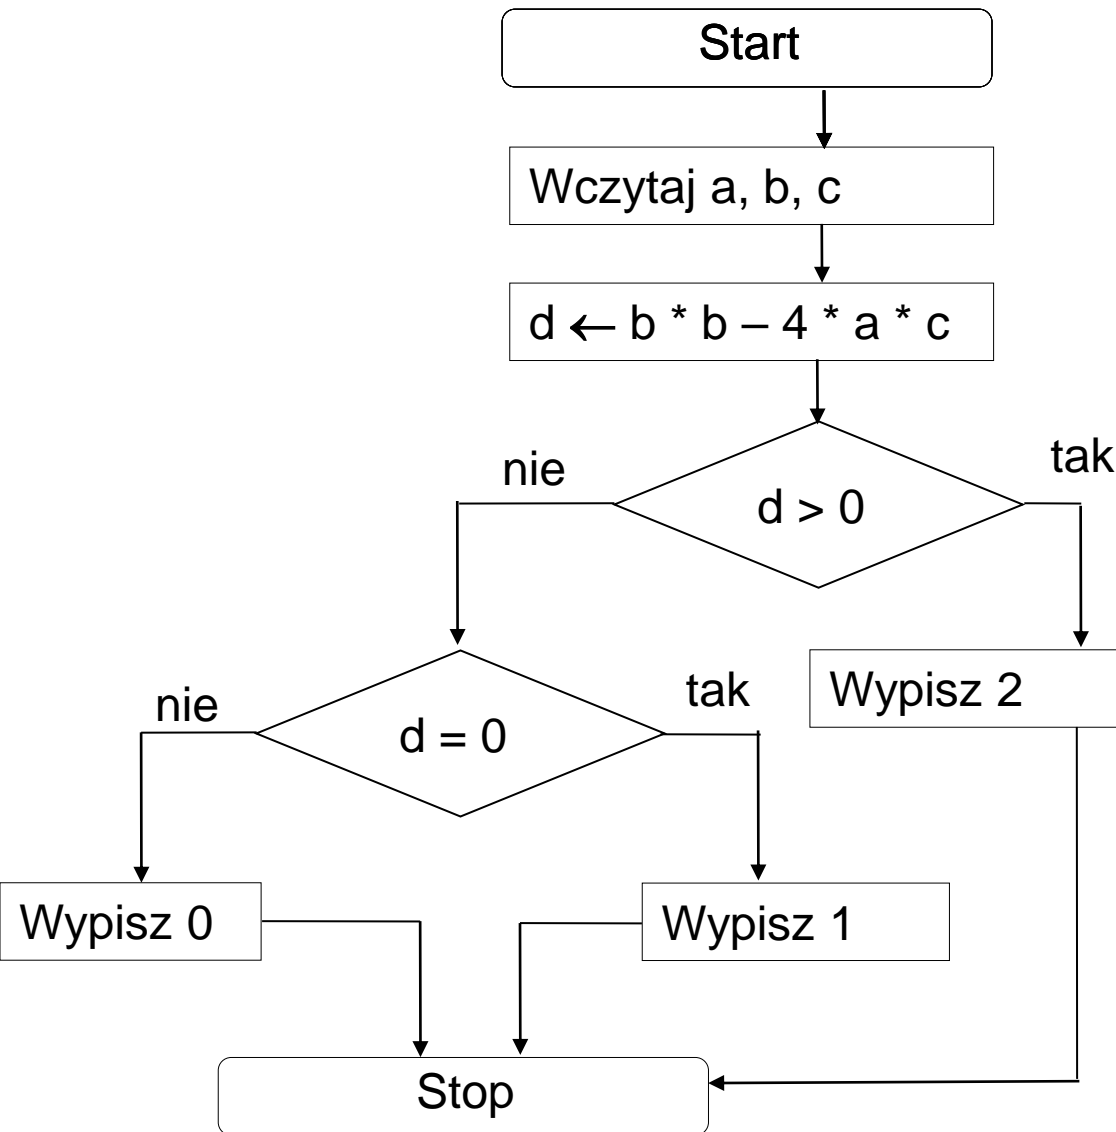 Start
Wczytaj a, b, c
d ← b * b – 4 * a * c
nie
tak
d > 0
nie
tak
Wypisz 2
d = 0
Wypisz 0
Wypisz 1
Stop